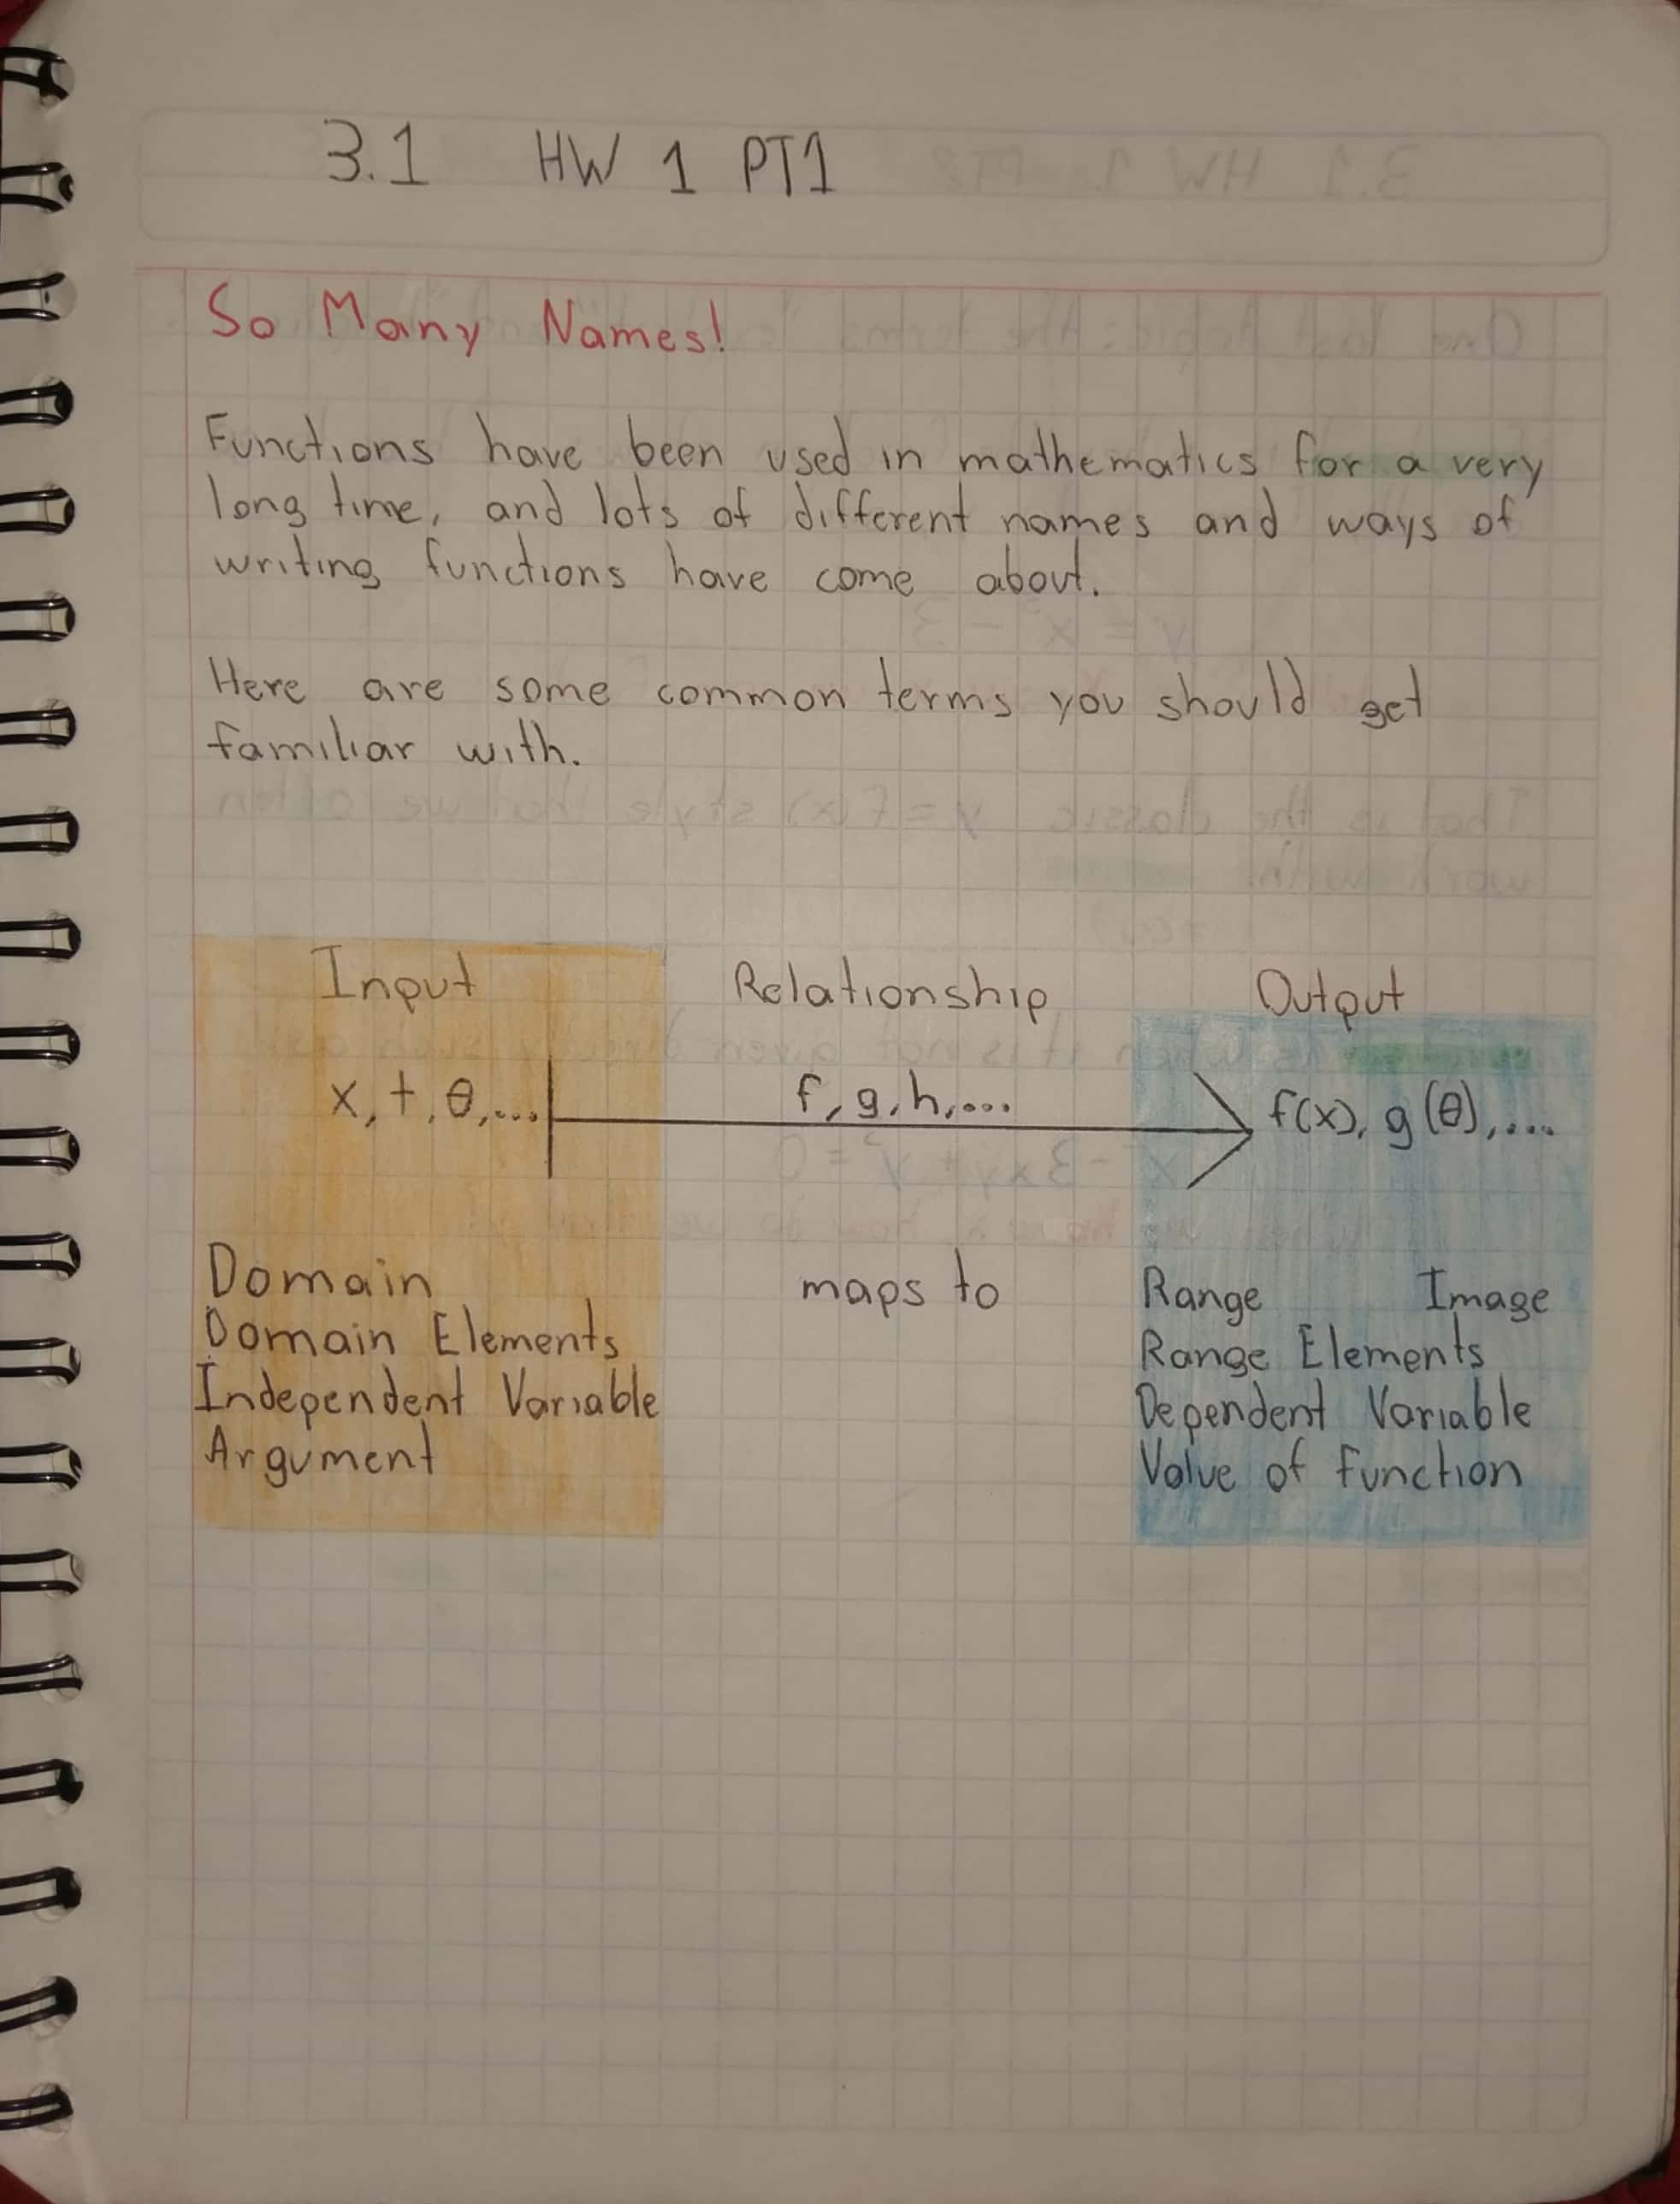 3.1 HW 1 PT1
So Many Names!
Functions have been used in mathematics for a very
long time, and lots of different names and ways of
writing functions have come about.
Here are some common terms you should get
familiar with.
Input Relationship Output
x, t, θ,... f, g, h,... f(x), g(θ),...
Domain maps to Range Image
Domain Elements Range Elements
Independent Variable Dependent Variable
Argument Value of function